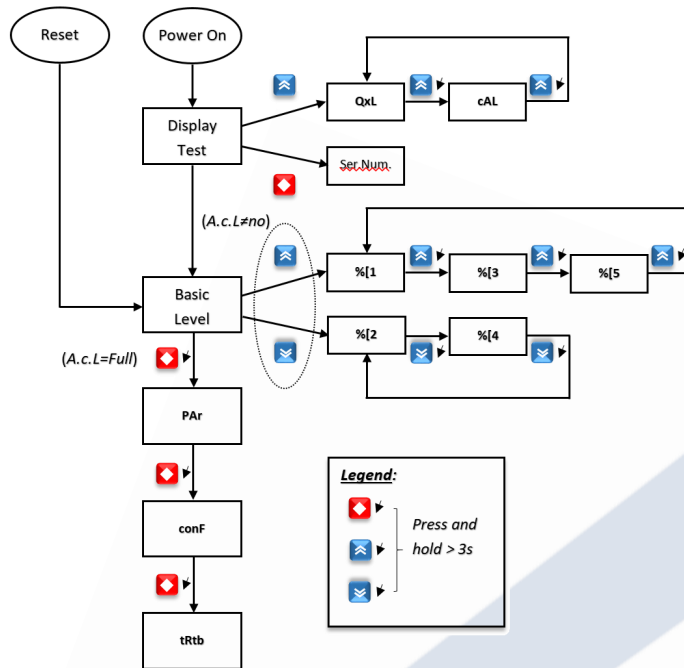 Reset
Power On
QxL
cAL
Display
Test
Ser.Num.
(A.c.L≠no)
%[1
%[3
%[5
Basic
Level
%[2
%[4
(A.c.L=Full)
PAr
Legend:
Press and
hold > 3s
conF
tRtb